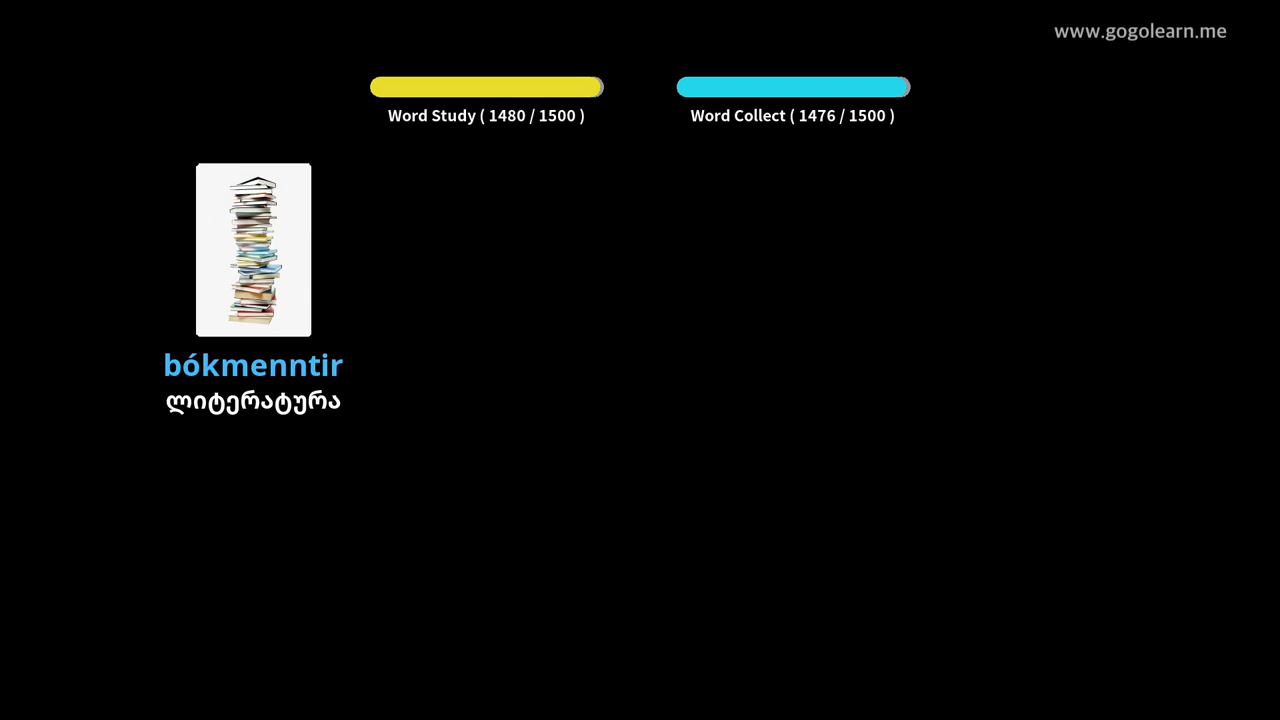 www.gogolearn.me
Word Study ( 1480 / 1500 )
Word Collect ( 1476 / 1500 )
bókmenntir
ლიტერატურა